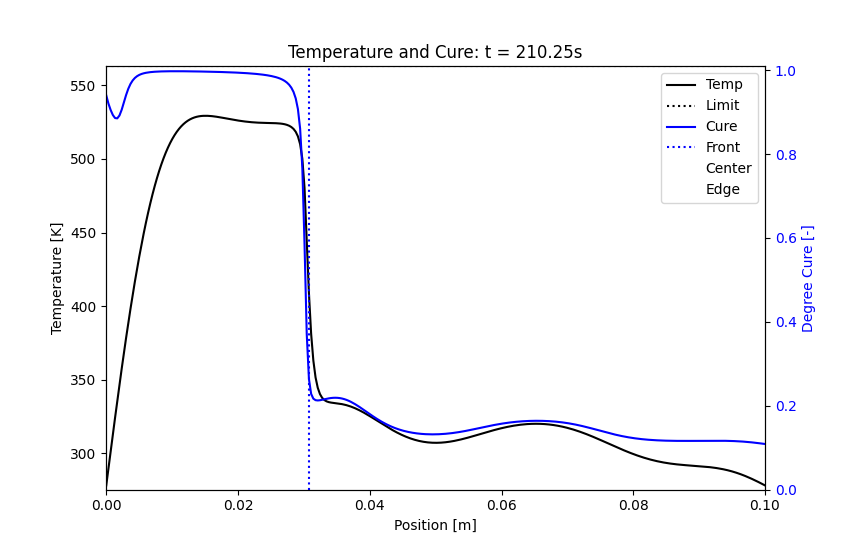 Temperature and Cure: t = 210.25s
Temp
Limit
Cure
Front
Center
Edge
550
500
450
400
350
300
Temperature [K]
1.0
0.8
0.6
0.4
0.2
0.0
Degree Cure [-]
0.00 0.02 0.04 0.06 0.08 0.10
Position [m]